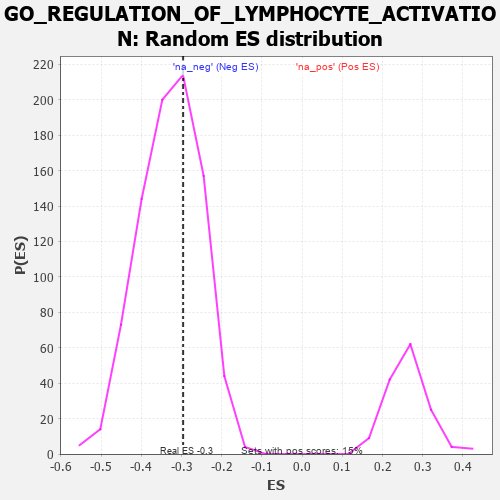 GO_REGULATION_OF_LYMPHOCYTE_ACTIVATIO
N: Random ES distribution
'na_neg' (Neg ES)
'na_pos' (Pos ES)
220
200
180
160
140
120
100
80
60
40
20
0
P(ES)
Real ES -0.3
Sets with pos scores: 15%
-0.6
-0.5
-0.4
-0.3
-0.2
-0.1
0.0
0.1
0.2
0.3
0.4
ES